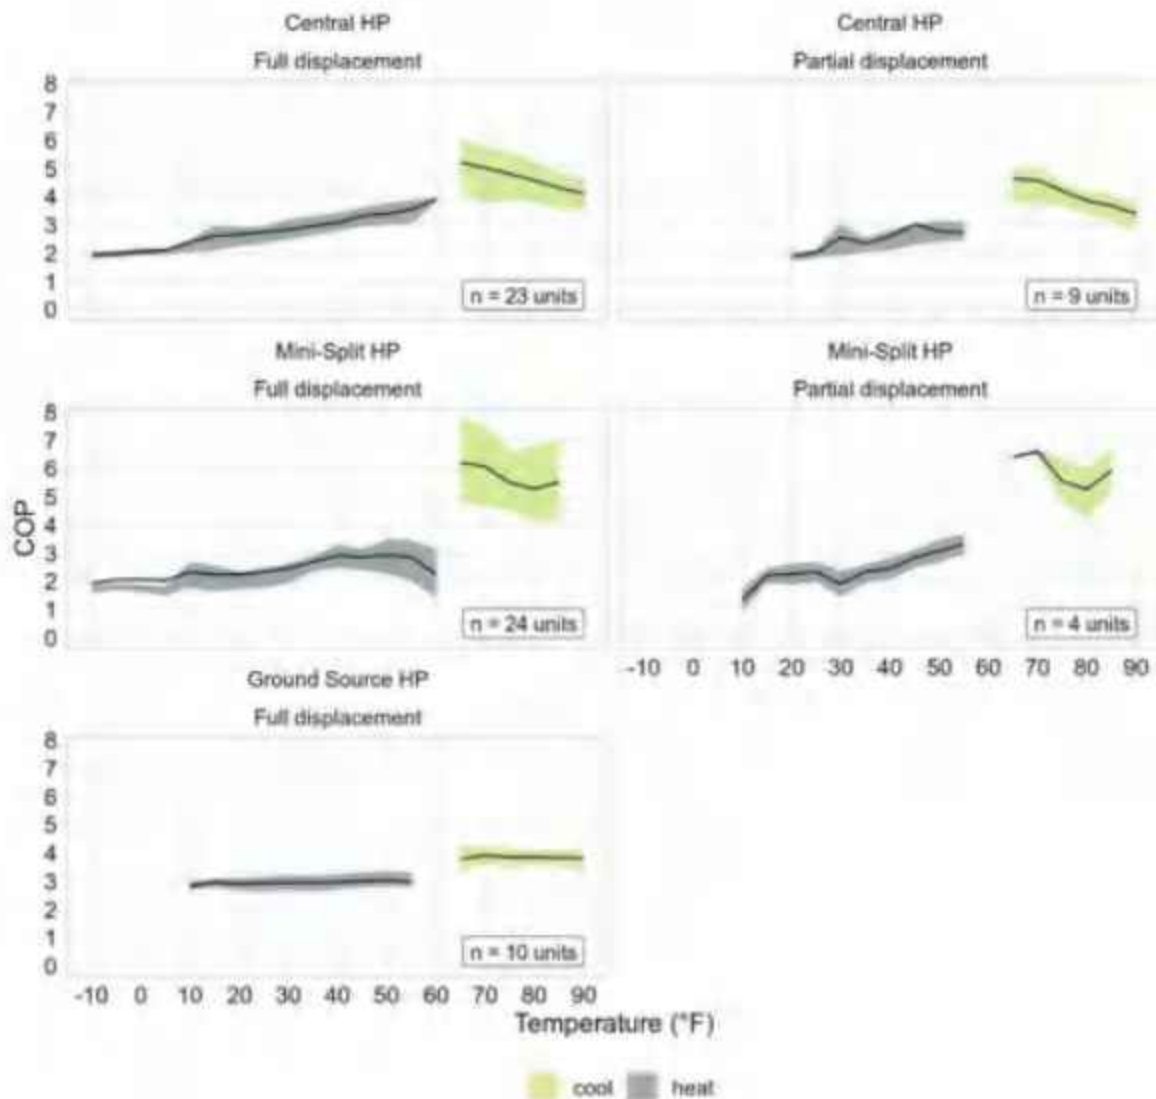 Central HP
Full displacement
Central HP
Partial displacement
8
7
6
5
4
3
2
1
0
n = 23 units
n = 9 units
Mini-Split HP
Full displacement
Mini-Split HP
Partial displacement
8
7
6
5
4
3
2
1
0
COP
n = 24 units
n = 4 units
-10 0 10 20 30 40 50 60 70 80 90
Ground Source HP
Full displacement
8
7
6
5
4
3
2
1
0
n = 10 units
-10 0 10 20 30 40 50 60 70 80 90
Temperature (°F)
cool heat